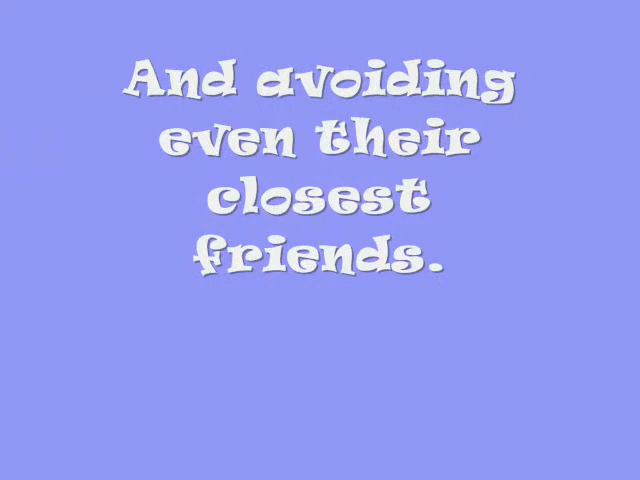 And avoiding
even their
closest
friends.